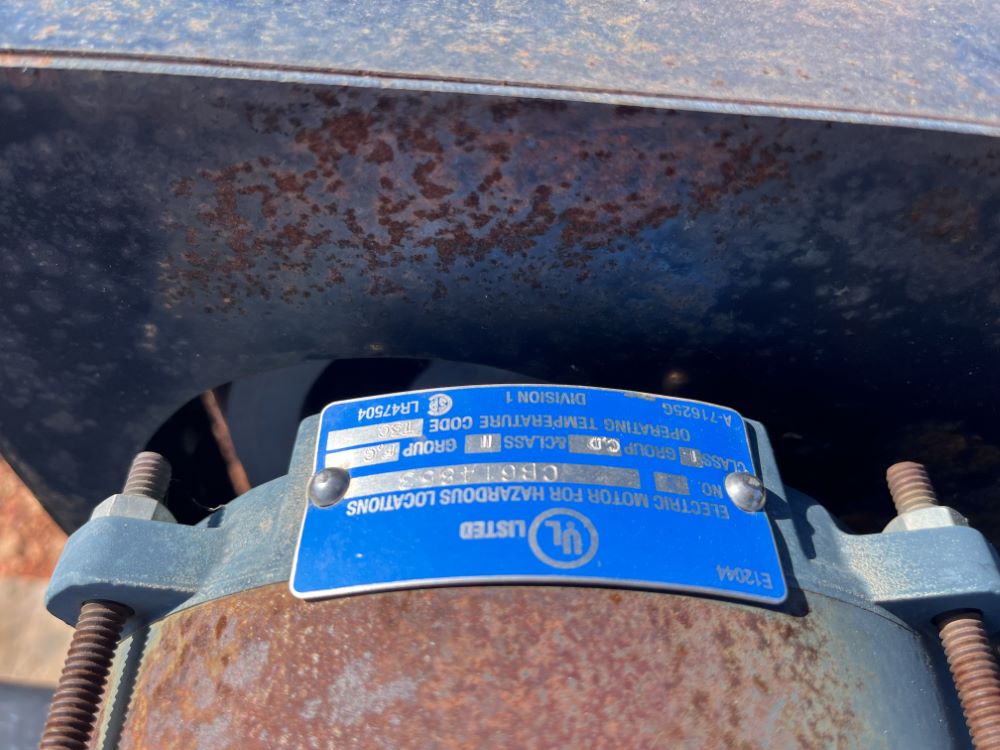 E12044
UL LISTED
ELECTRIC MOTOR FOR HAZARDOUS LOCATIONS
NO.
CLASS I GROUP C,D &CLASS II GROUP F,G
OPERATING TEMPERATURE CODE T3C
A-71625G DIVISION 1 LR47504